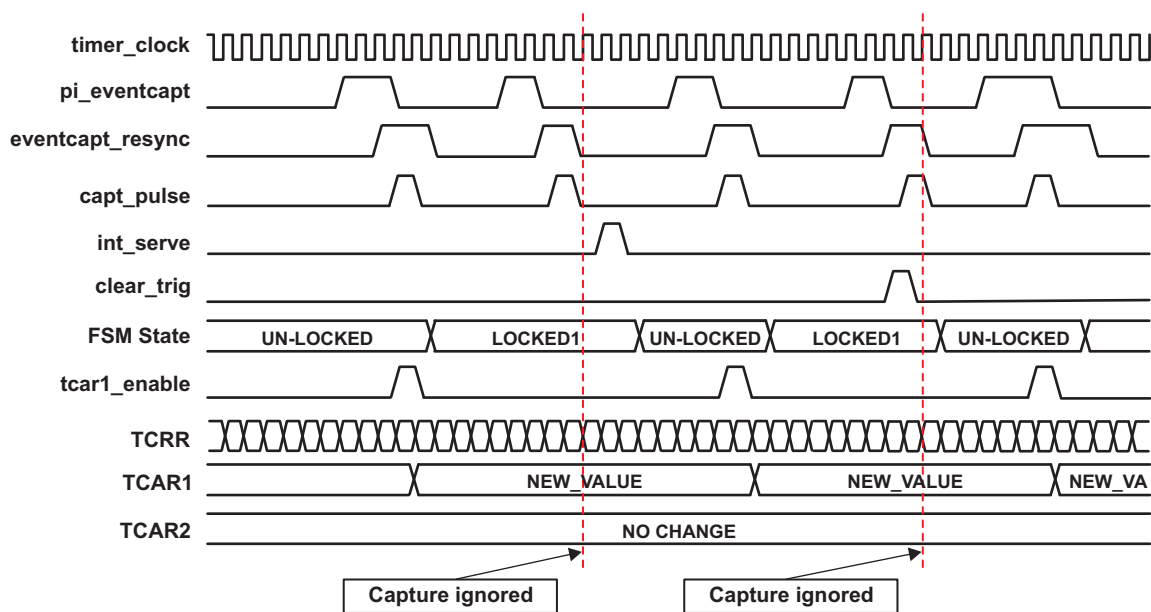 timer_clock
pi_eventcapt
eventcapt_resync
capt_pulse
int_serve
clear_trig
FSM State
UN-LOCKED LOCKED1 UN-LOCKED LOCKED1 UN-LOCKED
tcar1_enable
TCRR
TCAR1
NEW_VALUE NEW_VALUE NEW_VA
TCAR2
NO CHANGE
Capture ignored Capture ignored